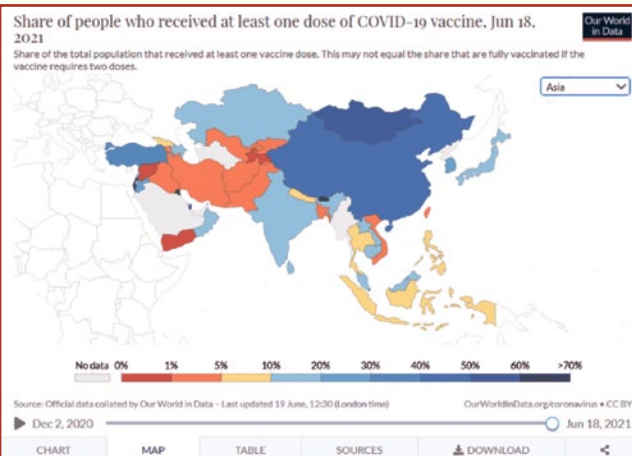 Share of people who received at least one dose of COVID-19 vaccine, Jun 18,
2021
Our World
in Data
Share of the total population that received at least one vaccine dose. This may not equal the share that are fully vaccinated if the
vaccine requires two doses.
Asia
No data 0% 1% 5% 10% 20% 30% 40% 50% 60% >70%
Source: Official data collated by Our World in Data – Last updated 19 June, 12:30 (London time) OurWorldInData.org/coronavirus • CC BY
Dec 2, 2020 Jun 18, 2021
CHART MAP TABLE SOURCES DOWNLOAD